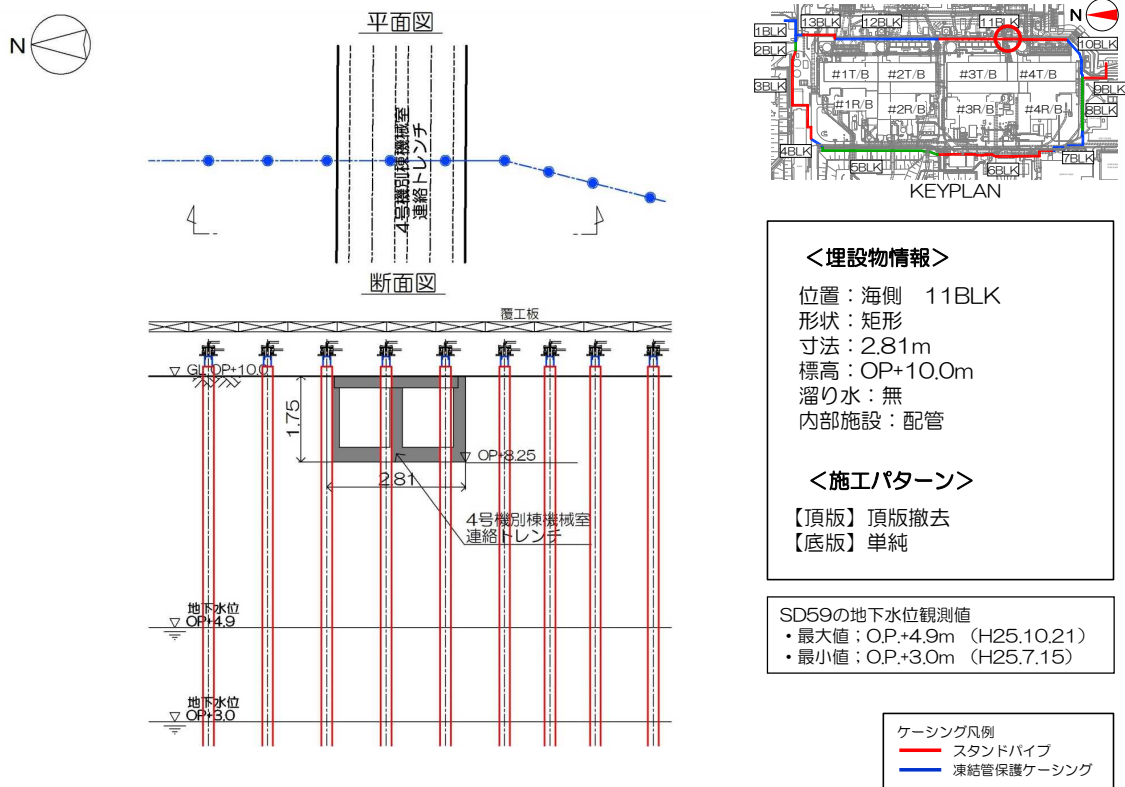 平面図
N
4号機別棟機械室
連絡トレンチ
断面図
覆工板
GL OP+10.0
1.75
OP+8.25
2.81
4号機別棟機械室
連絡トレンチ
地下水位
OP+4.9
地下水位
OP+3.0
N
1BLK
13BLK
12BLK
11BLK
10BLK
2BLK
3BLK
#1T/B
#2T/B
#3T/B
#4T/B
9BLK
#1R/B
#2R/B
#3R/B
#4R/B
8BLK
4BLK
5BLK
6BLK
7BLK
KEYPLAN
<埋設物情報>
位置:海側 11BLK
形状:矩形
寸法:2.81m
標高:OP+10.0m
溜り水:無
内部施設:配管
<施工パターン>
【頂版】頂版撤去
【底版】単純
SD59の地下水位観測値
・最大値;O.P.+4.9m (H25.10.21)
・最小値;O.P.+3.0m (H25.7.15)
ケーシング凡例
スタンドパイプ
凍結管保護ケーシング